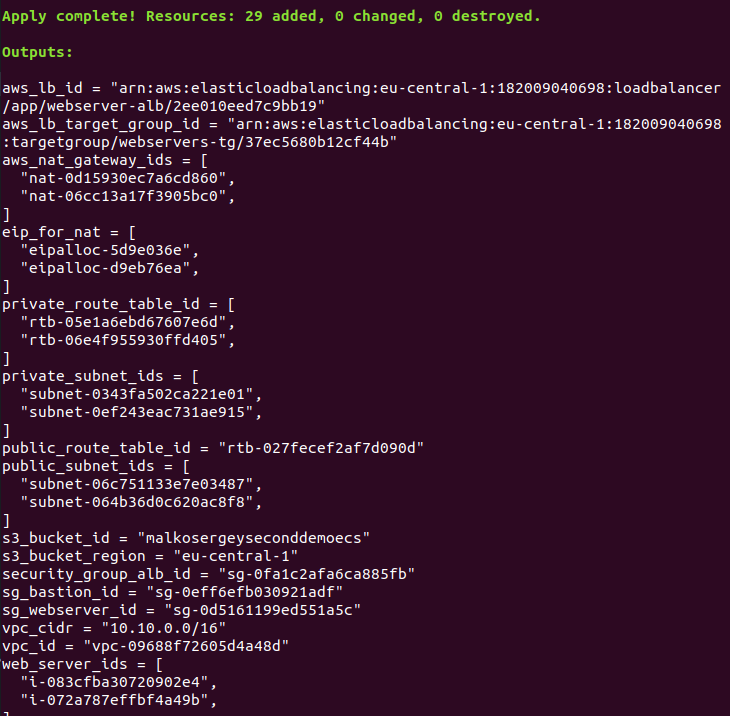 Apply complete! Resources: 29 added, 0 changed, 0 destroyed.
Outputs:
aws_lb_id = "arn:aws:elasticloadbalancing:eu-central-1:182009040698:loadbalancer
/app/webserver-alb/2ee010eed7c9bb19"
aws_lb_target_group_id = "arn:aws:elasticloadbalancing:eu-central-1:182009040698
:targetgroup/webservers-tg/37ec5680b12cf44b"
aws_nat_gateway_ids = [
  "nat-0d15930ec7a6cd860",
  "nat-06cc13a17f3905bc0",
]
eip_for_nat = [
  "eipalloc-5d9e036e",
  "eipalloc-d9eb76ea",
]
private_route_table_id = [
  "rtb-05e1a6ebd67607e6d",
  "rtb-06e4f955930ffd405",
]
private_subnet_ids = [
  "subnet-0343fa502ca221e01",
  "subnet-0ef243eac731ae915",
]
public_route_table_id = "rtb-027fecef2af7d090d"
public_subnet_ids = [
  "subnet-06c751133e7e03487",
  "subnet-064b36d0c620ac8f8",
]
s3_bucket_id = "malkosergeyseconddemoecs"
s3_bucket_region = "eu-central-1"
security_group_alb_id = "sg-0fa1c2afa6ca885fb"
sg_bastion_id = "sg-0eff6efb030921adf"
sg_webserver_id = "sg-0d5161199ed551a5c"
vpc_cidr = "10.10.0.0/16"
vpc_id = "vpc-09688f72605d4a48d"
web_server_ids = [
  "i-083cfba30720902e4",
  "i-072a787effbf4a49b",
]